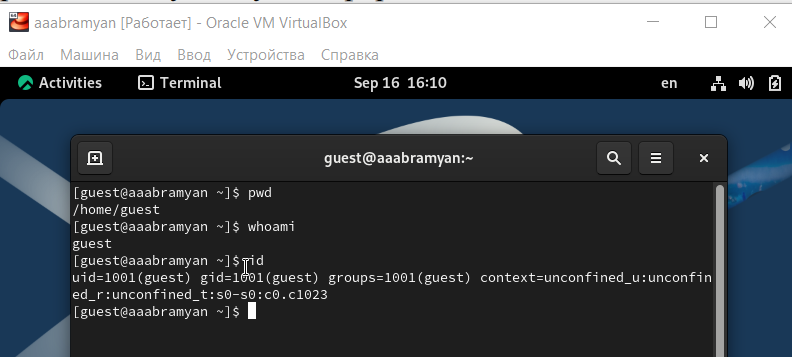 aaabramyan [Работает] - Oracle VM VirtualBox
Файл Машина Вид Ввод Устройства Справка
Activities Terminal Sep 16 16:10 en
guest@aaabramyan:~
[guest@aaabramyan ~]$ pwd
/home/guest
[guest@aaabramyan ~]$ whoami
guest
[guest@aaabramyan ~]$ id
uid=1001(guest) gid=1001(guest) groups=1001(guest) context=unconfined_u:unconfin
ed_r:unconfined_t:s0-s0:c0.c1023
[guest@aaabramyan ~]$